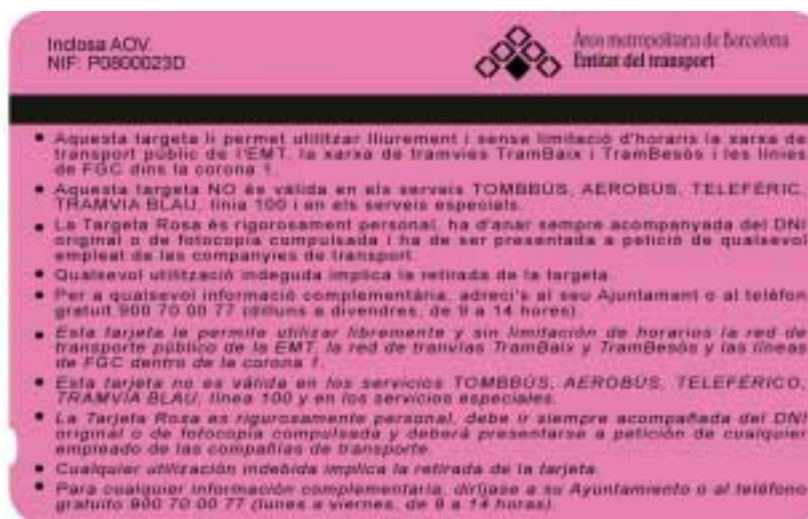 Inclosa AOV.
NIF: P0800023D
Àrea metropolitana de Barcelona
Entitat del transport
• Aquesta targeta li permet utilitzar lliurement i sense limitació d'horaris la xarxa de
transport públic de l'EMT, la xarxa de tramvies TramBaix i TramBesòs i les línies
de FGC dins la corona 1.
• Aquesta targeta NO és vàlida en els serveis TOMBBÚS, AEROBÚS, TELEFÈRIC,
TRAMVIA BLAU, línia 100 i en els serveis especials.
• La Targeta Rosa és rigorosament personal, ha d'anar sempre acompanyada del DNI
original o de fotocopia compulsada i ha de ser presentada a petició de qualsevol
empleat de les companyies de transport.
• Qualsevol utilització indeguda implica la retirada de la targeta.
• Per a qualsevol informació complementària, adreci's al seu Ajuntament o al telèfon
gratuït 900 70 00 77 (dilluns a divendres, de 9 a 14 hores).
• Esta tarjeta le permite utilizar libremente y sin limitación de horarios la red de
transporte público de la EMT, la red de tranvías TramBaix y TramBesòs y las líneas
de FGC dentro de la corona 1.
• Esta tarjeta no es válida en los servicios TOMBBÚS, AEROBÚS, TELEFÉRICO,
TRAMVÍA BLAU, línea 100 y en los servicios especiales.
• La Tarjeta Rosa es rigurosamente personal, debe ir siempre acompañada del DNI
original o de fotocopia compulsada y deberá presentarse a petición de cualquier
empleado de las compañías de transporte.
• Cualquier utilización indebida implica la retirada de la tarjeta.
• Para cualquier información complementaria, diríjase a su Ayuntamiento o al teléfono
gratuito 900 70 00 77 (lunes a viernes, de 9 a 14 horas).